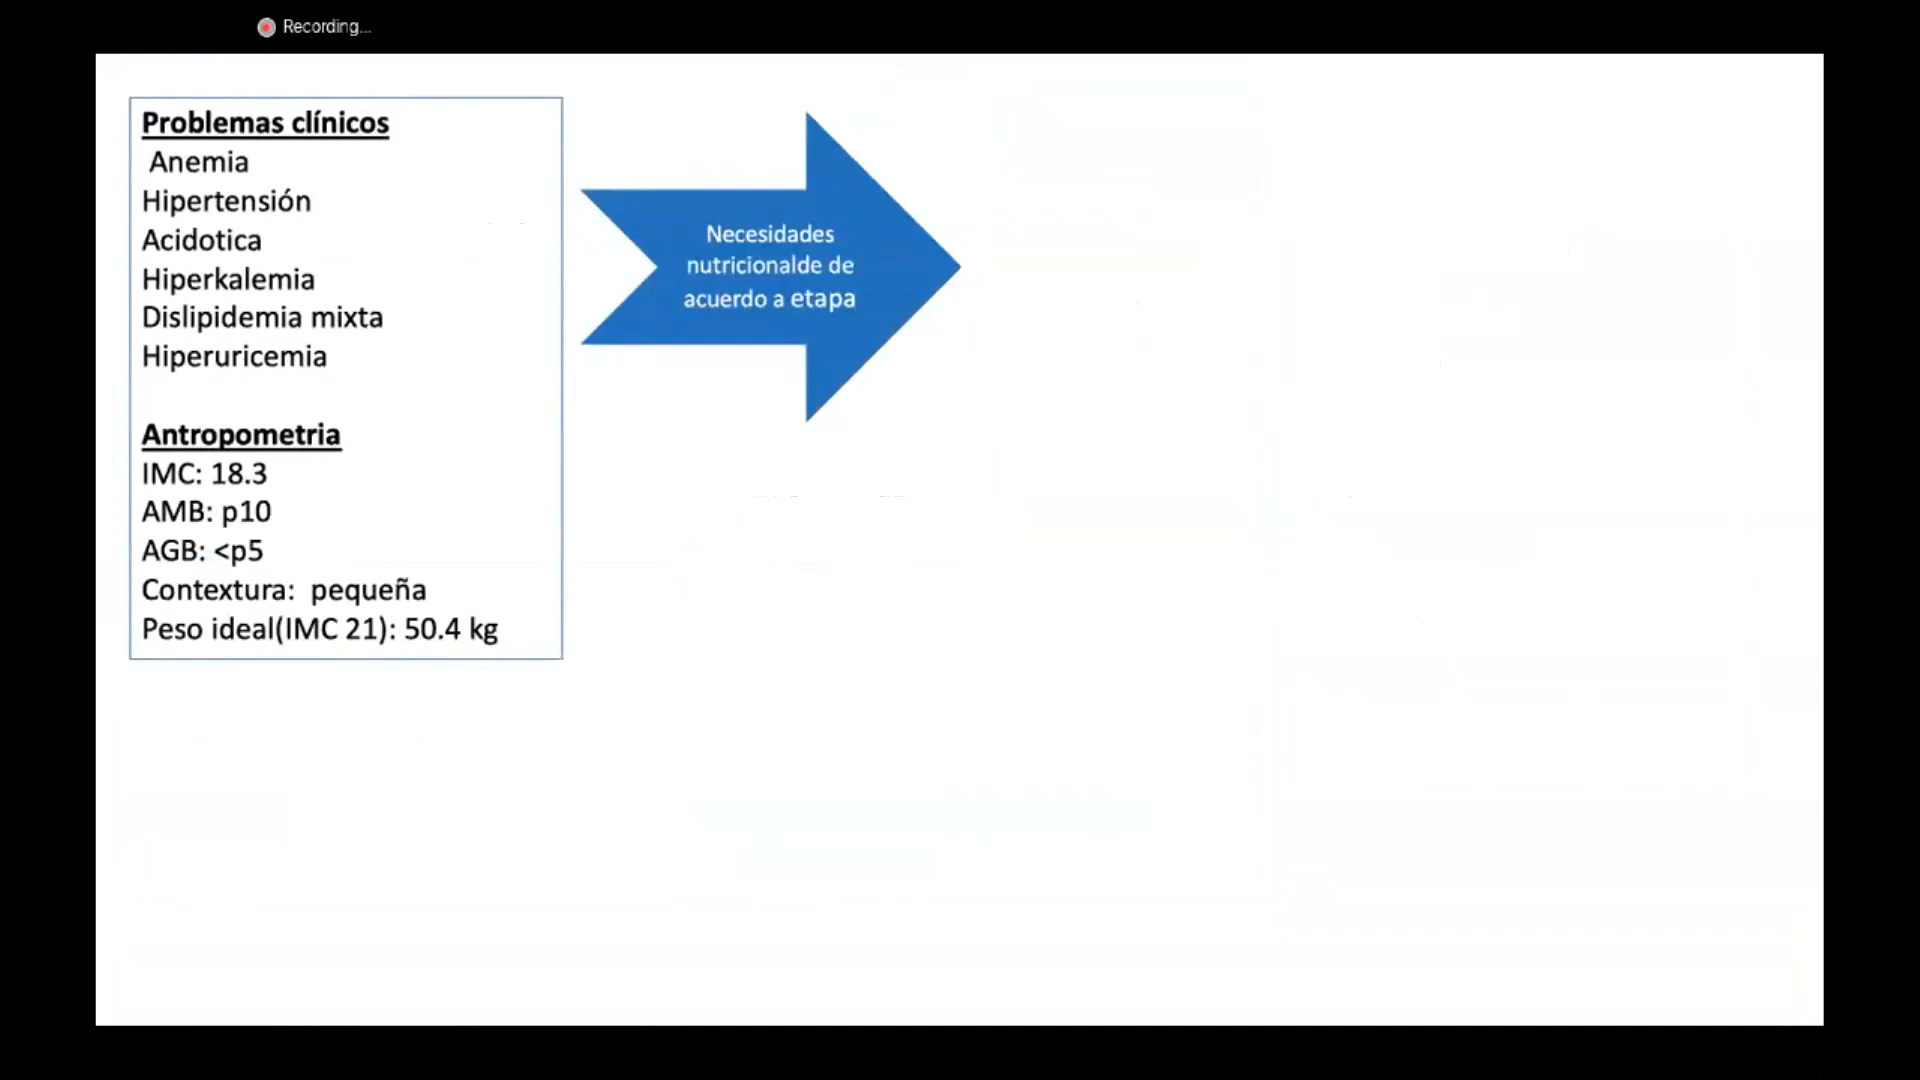 Recording...
Problemas clínicos
Anemia
Hipertensión
Acidotica
Hiperkalemia
Dislipidemia mixta
Hiperuricemia
Antropometria
IMC: 18.3
AMB: p10
AGB: <p5
Contextura:  pequeña
Peso ideal(IMC 21): 50.4 kg
Necesidades
nutricionalde de
acuerdo a etapa